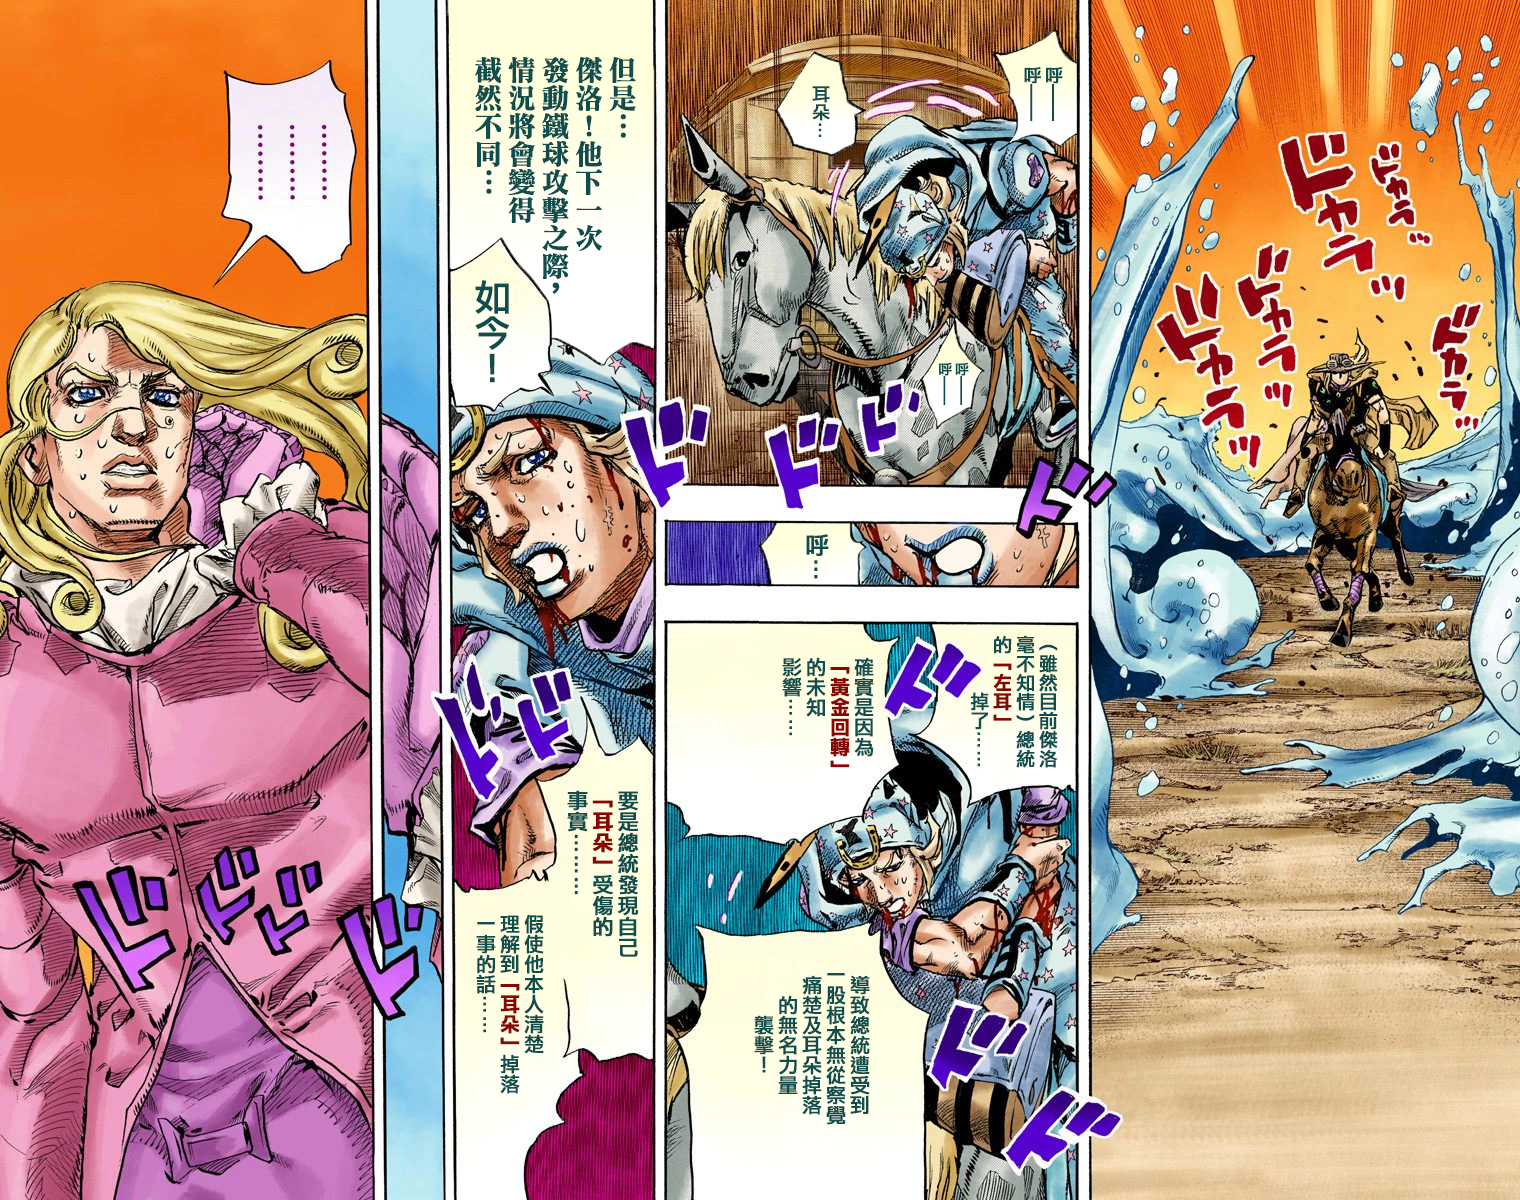 ドカラッ
ドカラッ
ドカラッ
ドカラッ
ドカラッ
呼——
呼——
耳朵…
呼——
呼——
ド
ド
ド
ド
呼…
(雖然目前傑洛
毫不知情)總統
的「左耳」
掉了……
確實是因為
「黃金回轉」
的未知
影響……
ド
導致總統遭受到
一股根本無從察覺
痛楚及耳朵掉落
的無名力量
襲擊!
ド
ド
但是…
傑洛!他下一次
發動鐵球攻擊之際,
情況將會變得
截然不同…
如今!
ド
ド
要是總統發現自己
「耳朵」受傷的
事實………
假使他本人清楚
理解到「耳朵」掉落
一事的話……
………
………
………
ド
ド
ド
ド